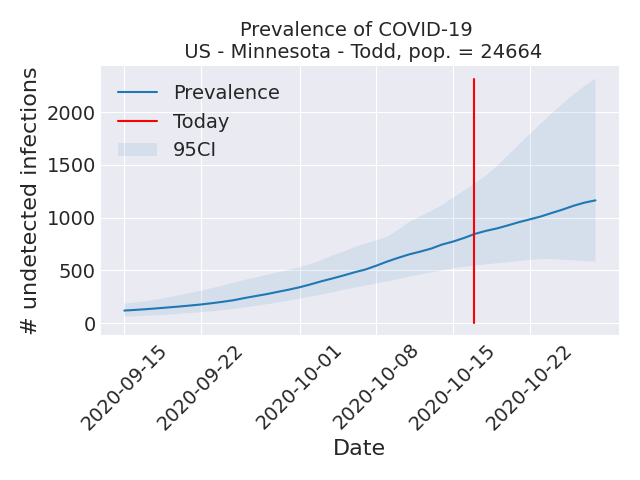 Prevalence of COVID-19
US - Minnesota - Todd, pop. = 24664
# undetected infections
2000
1500
1000
500
0
Prevalence
Today
95CI
2020-09-15
2020-09-22
2020-10-01
2020-10-08
2020-10-15
2020-10-22
Date